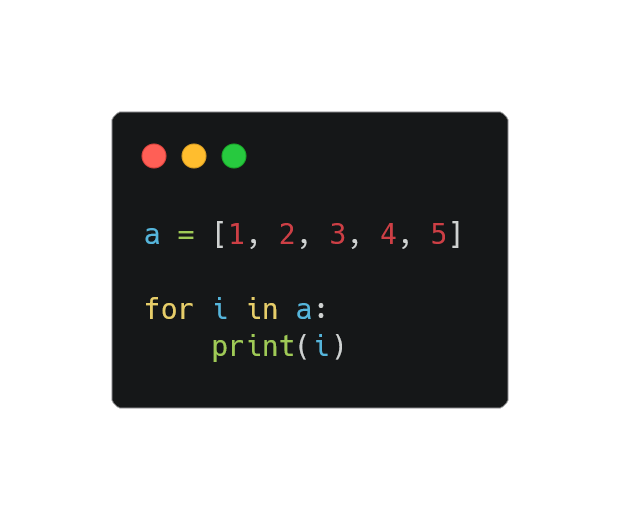 a = [1, 2, 3, 4, 5]

for i in a:
    print(i)